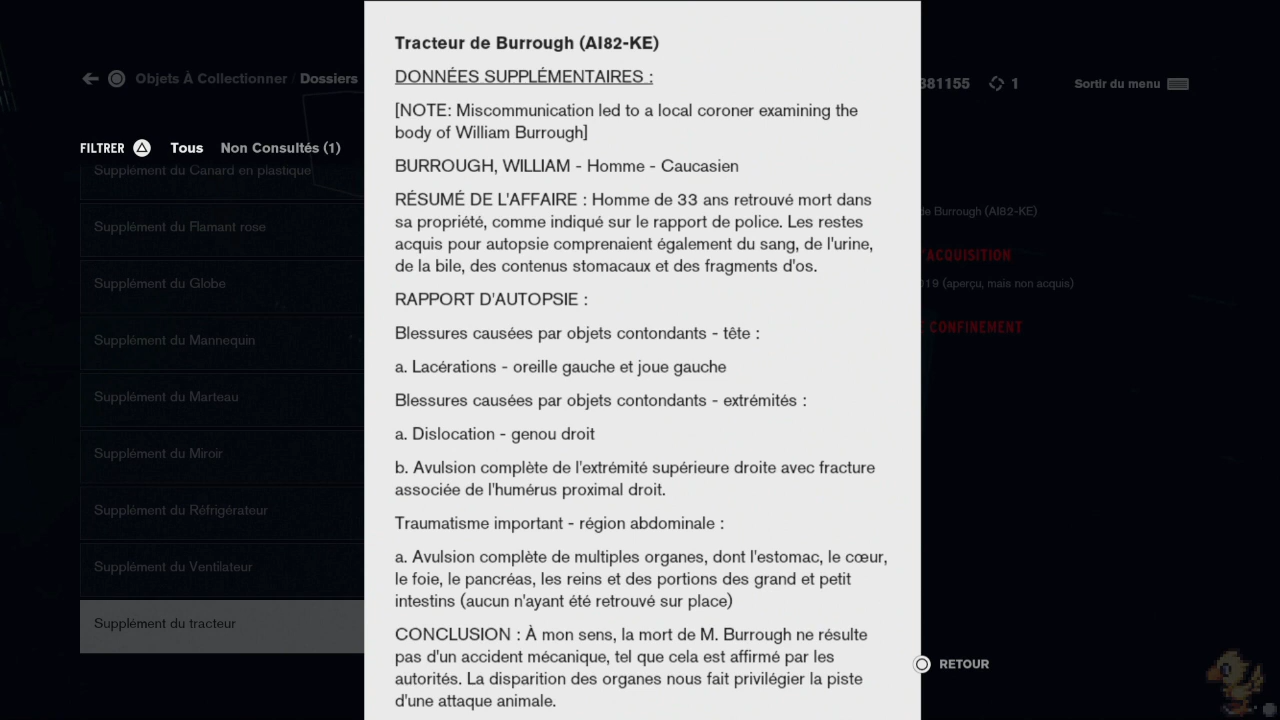 Tracteur de Burrough (AI82-KE)
DONNÉES SUPPLÉMENTAIRES :
[NOTE: Miscommunication led to a local coroner examining the
body of William Burrough]
BURROUGH, WILLIAM - Homme - Caucasien
RÉSUMÉ DE L'AFFAIRE : Homme de 33 ans retrouvé mort dans
sa propriété, comme indiqué sur le rapport de police. Les restes
acquis pour autopsie comprenaient également du sang, de l'urine,
de la bile, des contenus stomacaux et des fragments d'os.
RAPPORT D'AUTOPSIE :
Blessures causées par objets contondants - tête :
a. Lacérations - oreille gauche et joue gauche
Blessures causées par objets contondants - extrémités :
a. Dislocation - genou droit
b. Avulsion complète de l'extrémité supérieure droite avec fracture
associée de l'humérus proximal droit.
Traumatisme important - région abdominale :
a. Avulsion complète de multiples organes, dont l'estomac, le cœur,
le foie, le pancréas, les reins et des portions des grand et petit
intestins (aucun n'ayant été retrouvé sur place)
CONCLUSION : À mon sens, la mort de M. Burrough ne résulte
pas d'un accident mécanique, tel que cela est affirmé par les
autorités. La disparition des organes nous fait privilégier la piste
d'une attaque animale.
Objets À Collectionner / Dossiers
FILTRER Tous Non Consultés (1)
Supplément du Canard en plastique
Supplément du Flamant rose
Supplément du Globe
Supplément du Mannequin
Supplément du Marteau
Supplément du Miroir
Supplément du Réfrigérateur
Supplément du Ventilateur
Supplément du tracteur
381155 1 Sortir du menu
de Burrough (AI82-KE)
ACQUISITION
19 (aperçu, mais non acquis)
CONFINEMENT
RETOUR